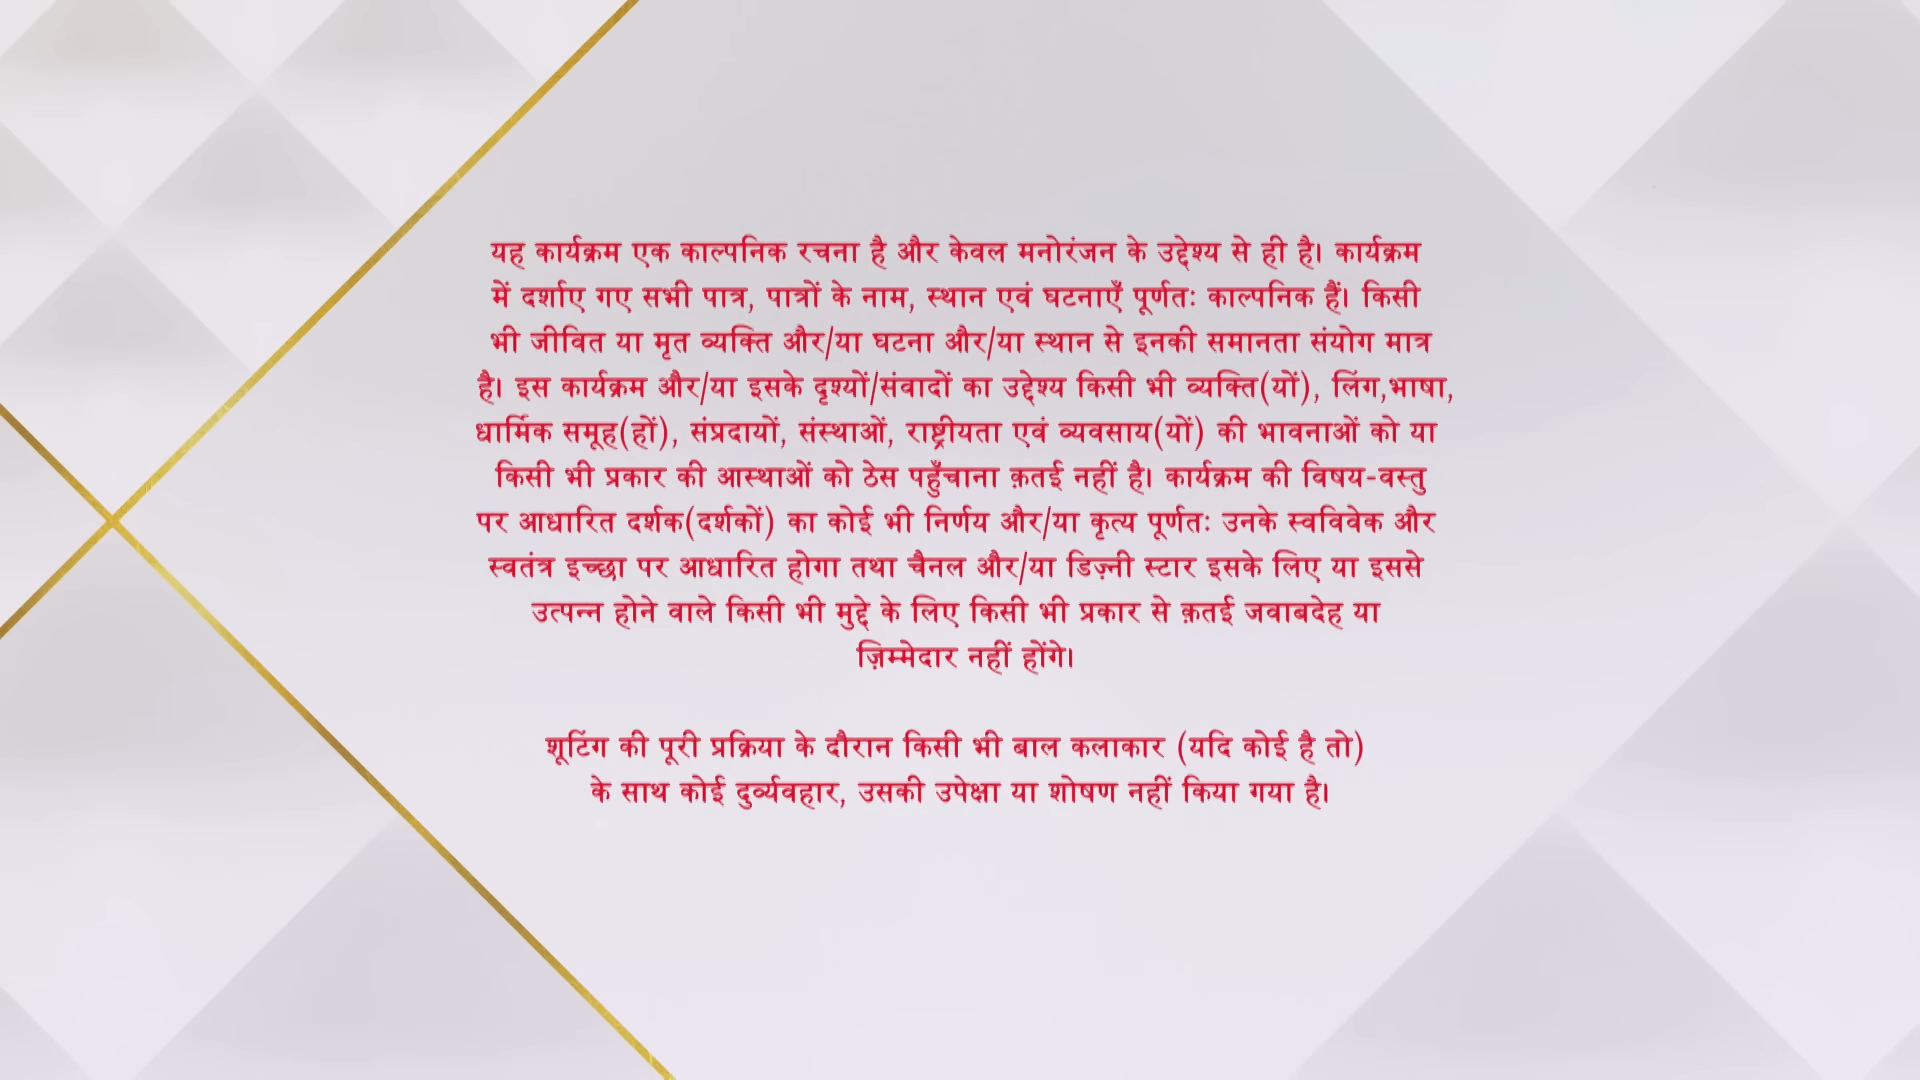 यह कार्यक्रम एक काल्पनिक रचना है और केवल मनोरंजन के उद्देश्य से ही है। कार्यक्रम
में दर्शाए गए सभी पात्र, पात्रों के नाम, स्थान एवं घटनाएँ पूर्णतः काल्पनिक हैं। किसी
भी जीवित या मृत व्यक्ति और/या घटना और/या स्थान से इनकी समानता संयोग मात्र
है। इस कार्यक्रम और/या इसके दृश्यों/संवादों का उद्देश्य किसी भी व्यक्ति(यों), लिंग,भाषा,
धार्मिक समूह(हों), संप्रदायों, संस्थाओं, राष्ट्रीयता एवं व्यवसाय(यों) की भावनाओं को या
किसी भी प्रकार की आस्थाओं को ठेस पहुँचाना क़तई नहीं है। कार्यक्रम की विषय-वस्तु
पर आधारित दर्शक(दर्शकों) का कोई भी निर्णय और/या कृत्य पूर्णतः उनके स्वविवेक और
स्वतंत्र इच्छा पर आधारित होगा तथा चैनल और/या डिज़्नी स्टार इसके लिए या इससे
उत्पन्न होने वाले किसी भी मुद्दे के लिए किसी भी प्रकार से क़तई जवाबदेह या
ज़िम्मेदार नहीं होंगे।
शूटिंग की पूरी प्रक्रिया के दौरान किसी भी बाल कलाकार (यदि कोई है तो)
के साथ कोई दुर्व्यवहार, उसकी उपेक्षा या शोषण नहीं किया गया है।